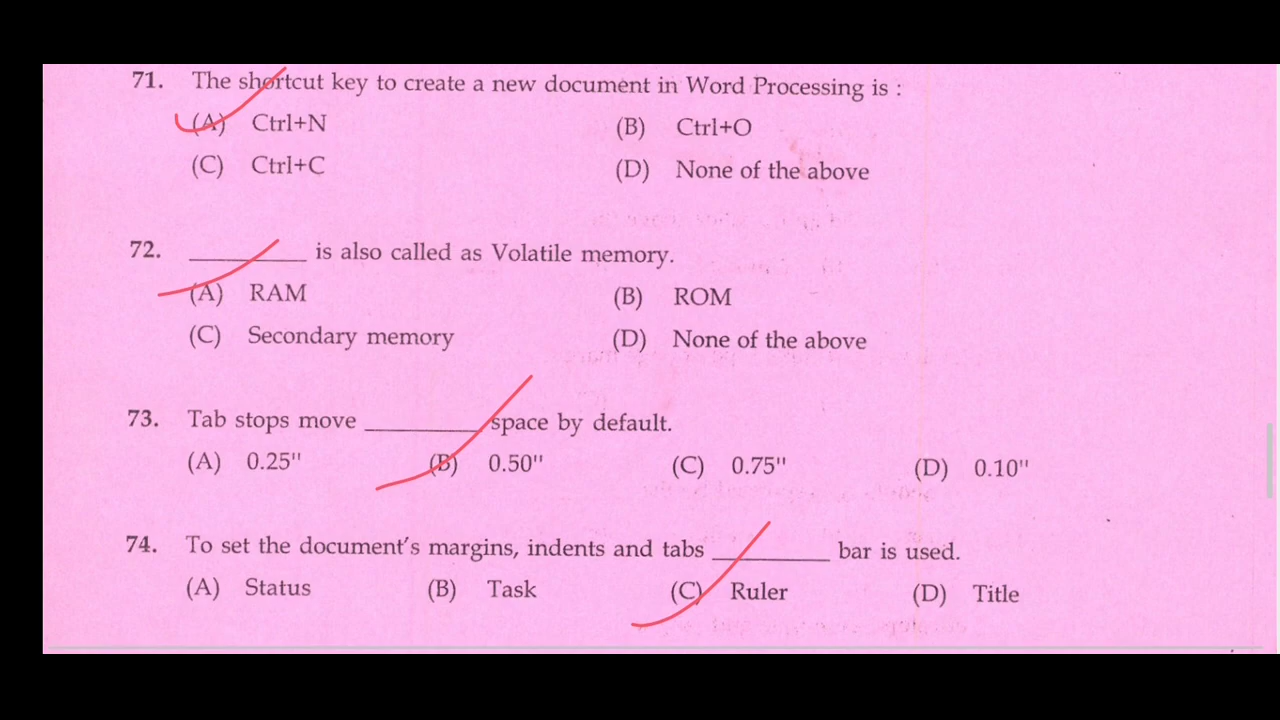 71. The shortcut key to create a new document in Word Processing is :
(A) Ctrl+N (B) Ctrl+O
(C) Ctrl+C (D) None of the above
72. __________ is also called as Volatile memory.
(A) RAM (B) ROM
(C) Secondary memory (D) None of the above
73. Tab stops move __________ space by default.
(A) 0.25" (B) 0.50" (C) 0.75" (D) 0.10"
74. To set the document's margins, indents and tabs __________ bar is used.
(A) Status (B) Task (C) Ruler (D) Title